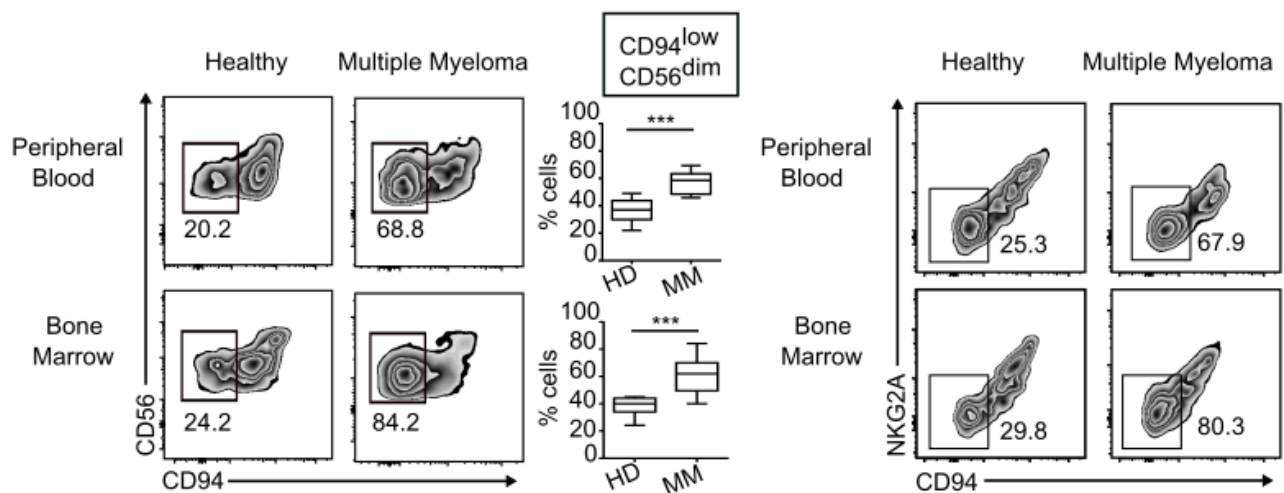 Healthy
Multiple Myeloma
CD94low
CD56dim
Healthy
Multiple Myeloma
Peripheral
Blood
20.2
68.8
% cells
100
80
60
40
20
0
***
HD
MM
Peripheral
Blood
25.3
67.9
Bone
Marrow
24.2
84.2
% cells
100
80
60
40
20
0
***
HD
MM
Bone
Marrow
29.8
80.3
CD56
CD94
NKG2A
CD94